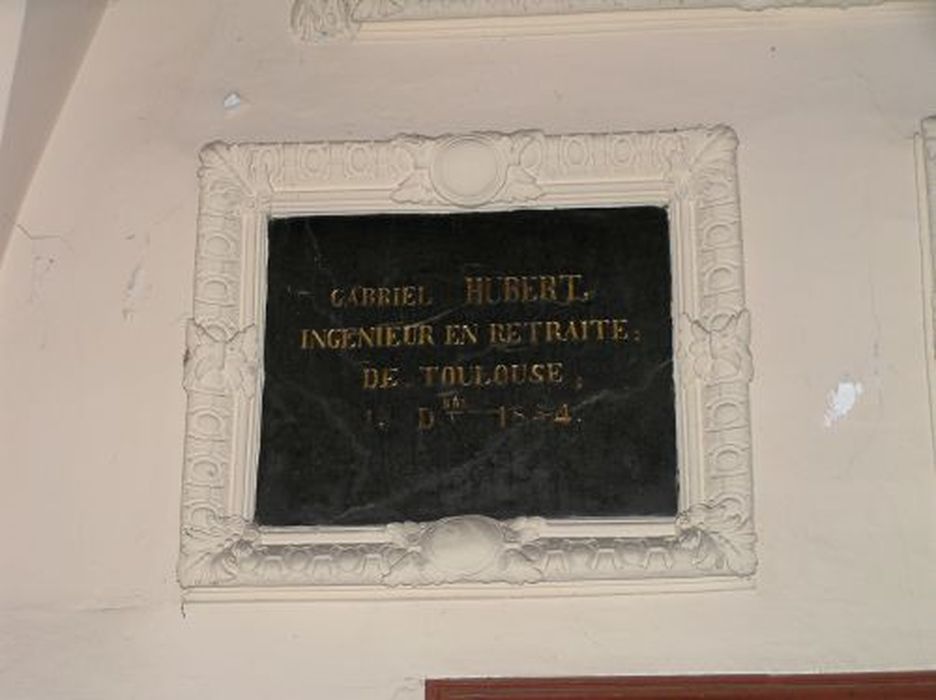 GABRIEL HUBERT,
INGENIEUR EN RETRAITE;
DE TOULOUSE;